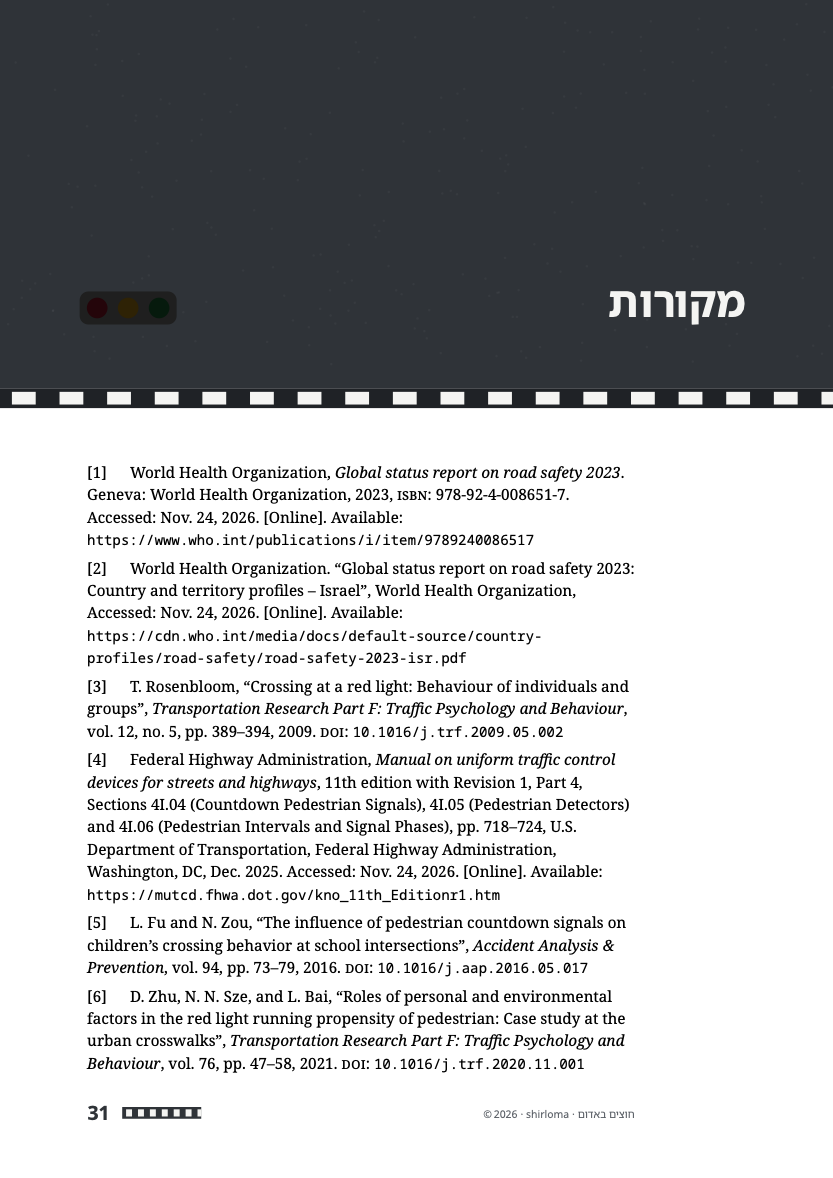 מקורות
[1] World Health Organization, Global status report on road safety 2023.
Geneva: World Health Organization, 2023, ISBN: 978-92-4-008651-7.
Accessed: Nov. 24, 2026. [Online]. Available:
https://www.who.int/publications/i/item/9789240086517
[2] World Health Organization. “Global status report on road safety 2023:
Country and territory profiles – Israel”, World Health Organization,
Accessed: Nov. 24, 2026. [Online]. Available:
https://cdn.who.int/media/docs/default-source/country-
profiles/road-safety/road-safety-2023-isr.pdf
[3] T. Rosenbloom, “Crossing at a red light: Behaviour of individuals and
groups”, Transportation Research Part F: Traffic Psychology and Behaviour,
vol. 12, no. 5, pp. 389–394, 2009. DOI: 10.1016/j.trf.2009.05.002
[4] Federal Highway Administration, Manual on uniform traffic control
devices for streets and highways, 11th edition with Revision 1, Part 4,
Sections 4I.04 (Countdown Pedestrian Signals), 4I.05 (Pedestrian Detectors)
and 4I.06 (Pedestrian Intervals and Signal Phases), pp. 718–724, U.S.
Department of Transportation, Federal Highway Administration,
Washington, DC, Dec. 2025. Accessed: Nov. 24, 2026. [Online]. Available:
https://mutcd.fhwa.dot.gov/kno_11th_Editionr1.htm
[5] L. Fu and N. Zou, “The influence of pedestrian countdown signals on
children’s crossing behavior at school intersections”, Accident Analysis &
Prevention, vol. 94, pp. 73–79, 2016. DOI: 10.1016/j.aap.2016.05.017
[6] D. Zhu, N. N. Sze, and L. Bai, “Roles of personal and environmental
factors in the red light running propensity of pedestrian: Case study at the
urban crosswalks”, Transportation Research Part F: Traffic Psychology and
Behaviour, vol. 76, pp. 47–58, 2021. DOI: 10.1016/j.trf.2020.11.001
31
חוצים באדום · shirloma · 2026 ©